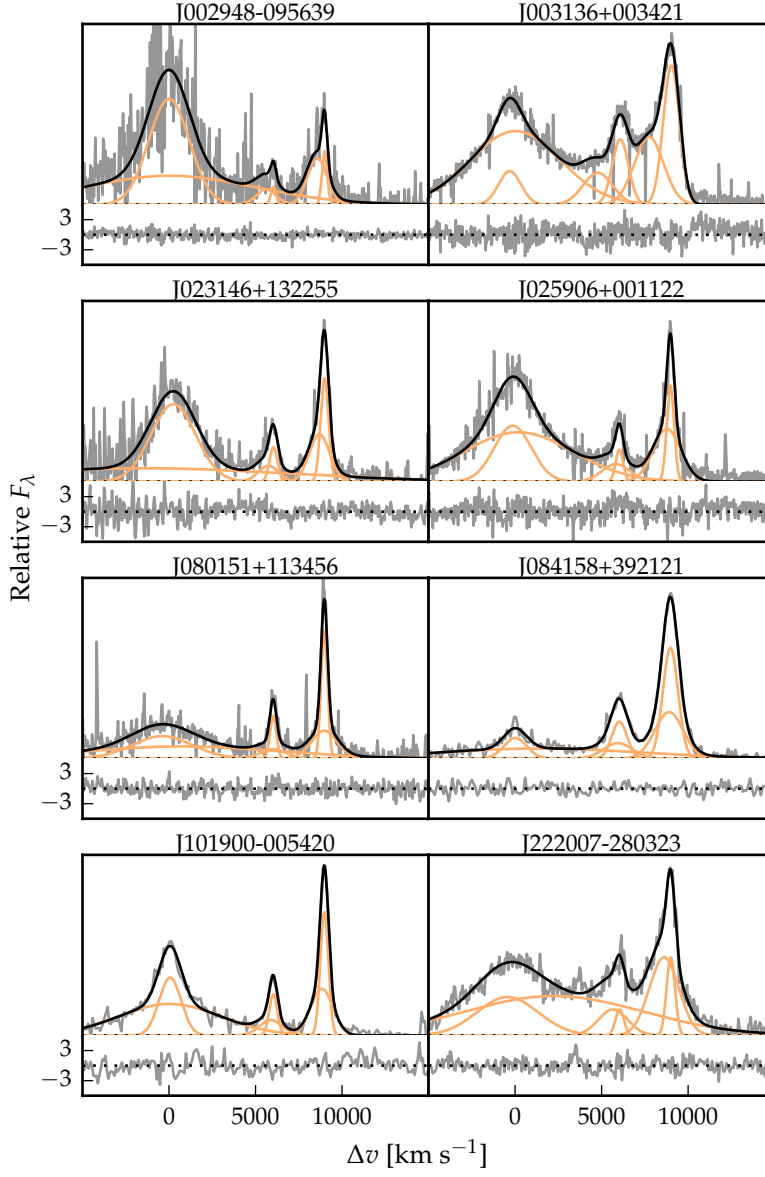 J002948-095639 J003136+003421
3
−3
J023146+132255 J025906+001122
3
−3
J080151+113456 J084158+392121
3
−3
J101900-005420 J222007-280323
3
−3
0 5000 10000 0 5000 10000
Δv [km s⁻¹]
Relative F_λ